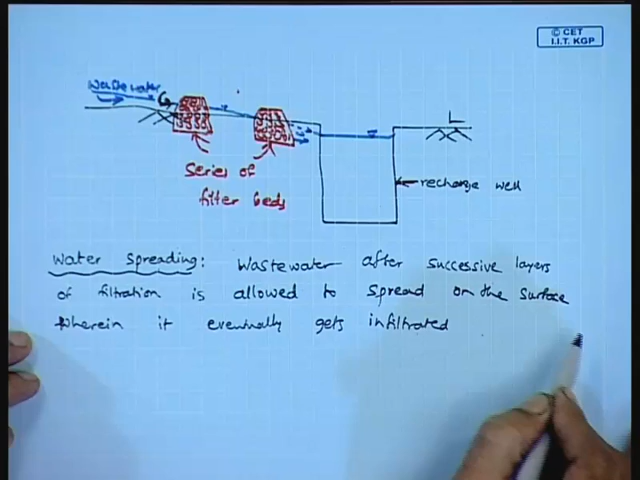 © CET
I.I.T. KGP
Wastewater
Series of
filter beds
recharge well
Water Spreading: Wastewater after successive layers
of filtration is allowed to spread on the surface
wherein it eventually gets infiltrated